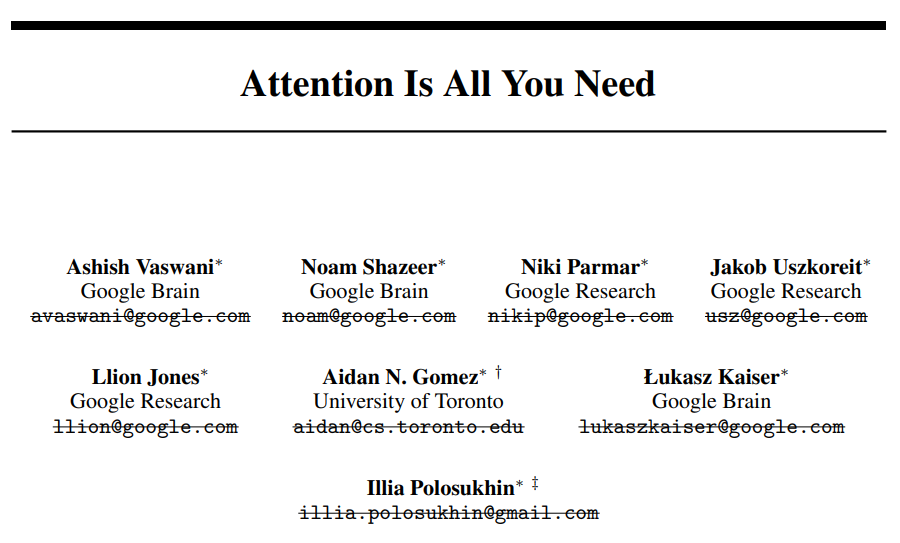 Attention Is All You Need
Ashish Vaswani* Noam Shazeer* Niki Parmar* Jakob Uszkoreit*
Google Brain Google Brain Google Research Google Research
avaswani@google.com noam@google.com nikip@google.com usz@google.com
Llion Jones* Aidan N. Gomez* † Łukasz Kaiser*
Google Research University of Toronto Google Brain
llion@google.com aidan@cs.toronto.edu lukaszkaiser@google.com
Illia Polosukhin* ‡
illia.polosukhin@gmail.com